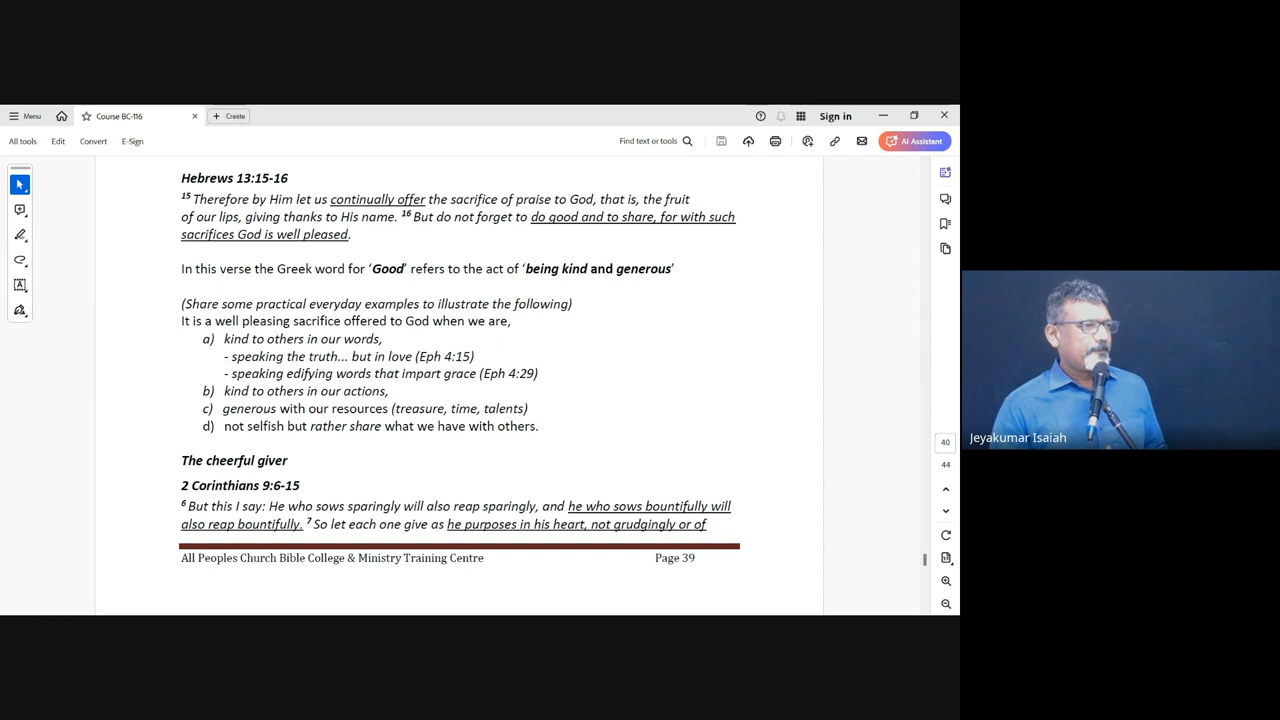 Menu
Course BC-116
Create
Sign in
All tools
Edit
Convert
E-Sign
Find text or tools
AI Assistant
Hebrews 13:15-16
15 Therefore by Him let us continually offer the sacrifice of praise to God, that is, the fruit
of our lips, giving thanks to His name. 16 But do not forget to do good and to share, for with such
sacrifices God is well pleased.
In this verse the Greek word for ‘Good’ refers to the act of ‘being kind and generous’
(Share some practical everyday examples to illustrate the following)
It is a well pleasing sacrifice offered to God when we are,
a) kind to others in our words,
- speaking the truth... but in love (Eph 4:15)
- speaking edifying words that impart grace (Eph 4:29)
b) kind to others in our actions,
c) generous with our resources (treasure, time, talents)
d) not selfish but rather share what we have with others.
The cheerful giver
2 Corinthians 9:6-15
6 But this I say: He who sows sparingly will also reap sparingly, and he who sows bountifully will
also reap bountifully. 7 So let each one give as he purposes in his heart, not grudgingly or of
All Peoples Church Bible College & Ministry Training Centre Page 39
40
44
Jeyakumar Isaiah